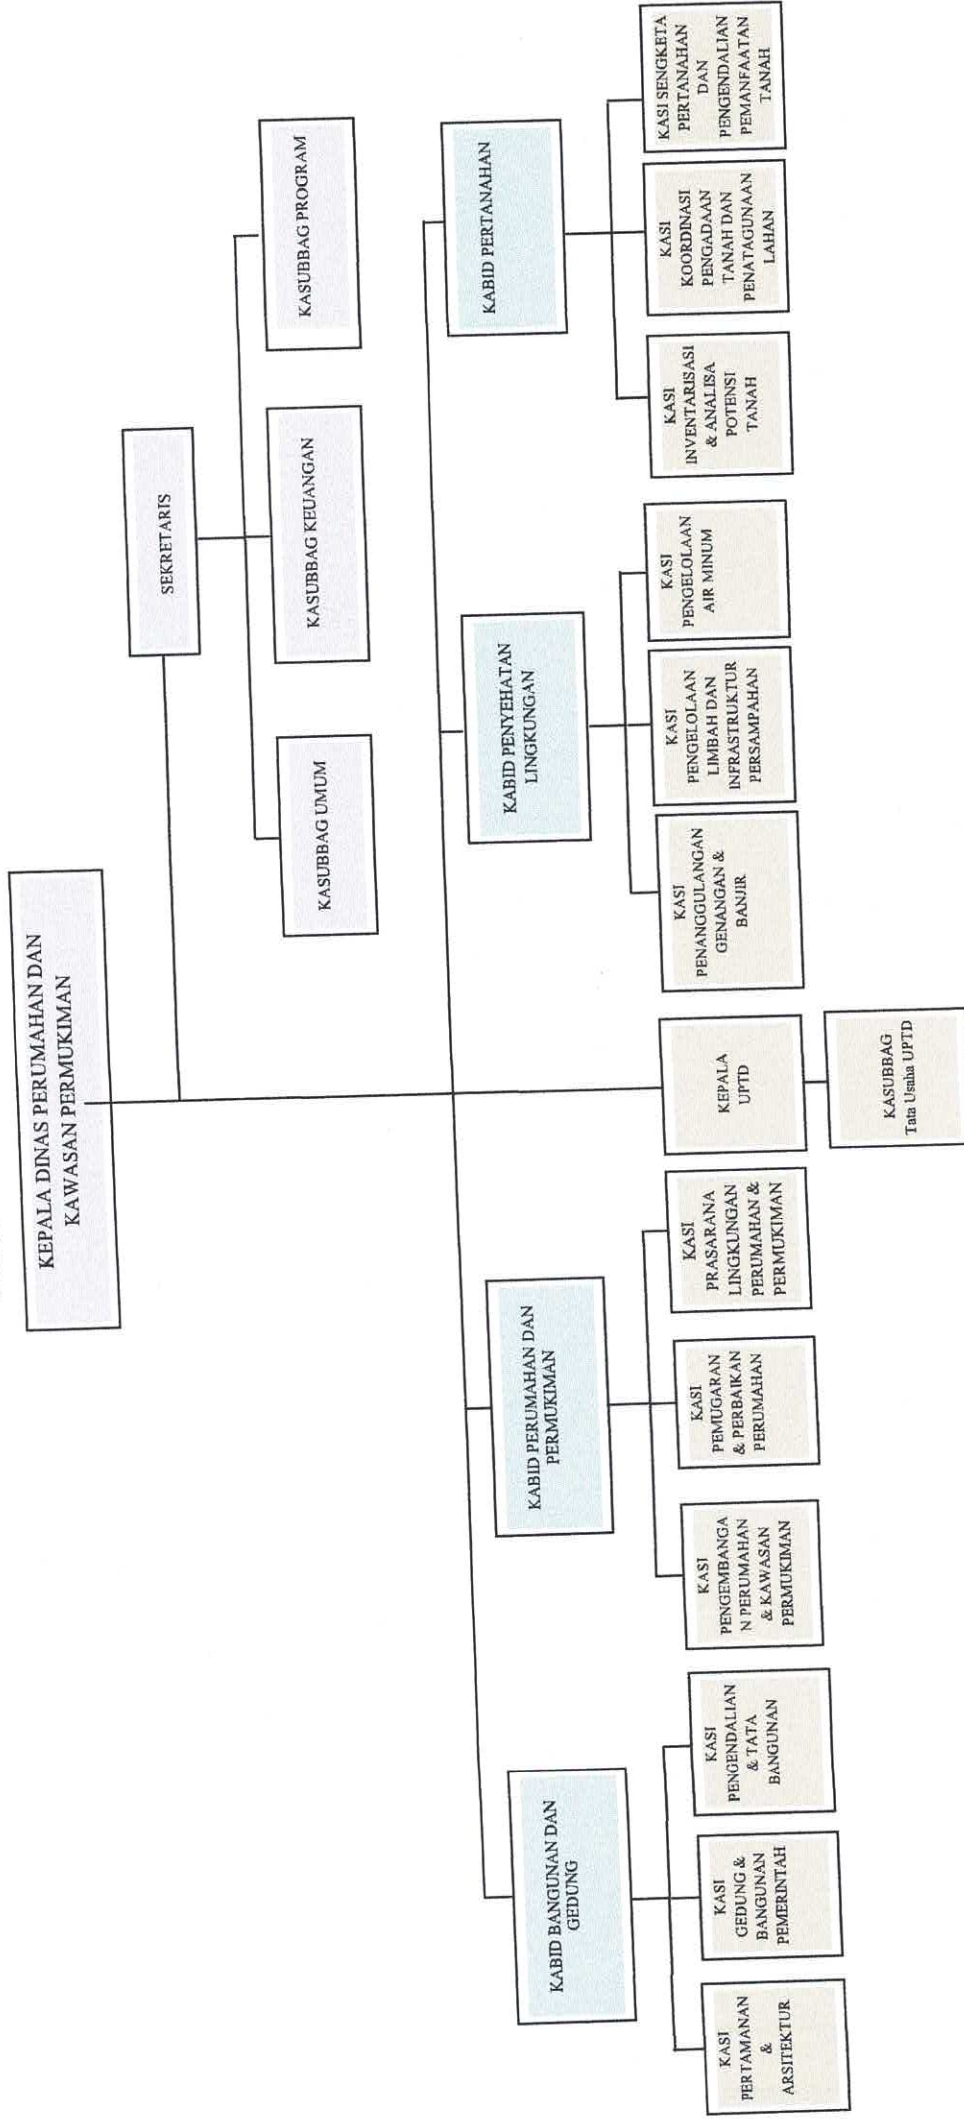 KEPALA DINAS PERUMAHAN DAN
KAWASAN PERMUKIMAN
SEKRETARIS
KASUBBAG UMUM
KASUBBAG KEUANGAN
KASUBBAG PROGRAM
KABID BANGUNAN DAN
GEDUNG
KABID PERUMAHAN DAN
PERMUKIMAN
KABID PENYEHATAN
LINGKUNGAN
KABID PERTANAHAN
KASI
PERTAMANAN
&
ARSITEKTUR
KASI
GEDUNG &
BANGUNAN
PEMERINTAH
KASI
PENGENDALIAN
& TATA
BANGUNAN
KASI
PENGEMBANGA
N PERUMAHAN
& KAWASAN
PERMUKIMAN
KASI
PEMUGARAN
& PERBAIKAN
PERUMAHAN
KASI
PRASARANA
LINGKUNGAN
PERUMAHAN &
PERMUKIMAN
KEPALA
UPTD
KASUBBAG
Tata Usaha UPTD
KASI
PENANGGULANGAN
GENANGAN &
BANJIR
KASI
PENGELOLAAN
LIMBAH DAN
INFRASTRUKTUR
PERSAMPAHAN
KASI
PENGELOLAAN
AIR MINUM
KASI
INVENTARISASI
& ANALISA
POTENSI
TANAH
KASI
KOORDINASI
PENGADAAN
TANAH DAN
PENATAGUNAAN
LAHAN
KASI SENGKETA
PERTANAHAN
DAN
PENGENDALIAN
PEMANFAATAN
TANAH